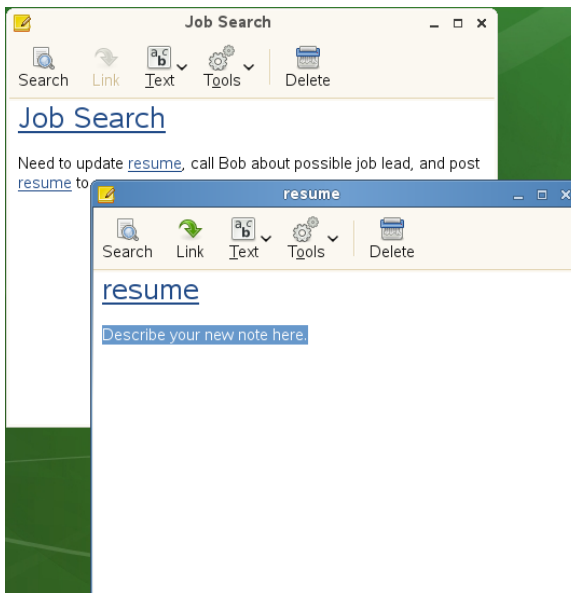 Job Search
Search Link Text Tools Delete
Job Search
Need to update resume, call Bob about possible job lead, and post
resume to
resume
Search Link Text Tools Delete
resume
Describe your new note here.